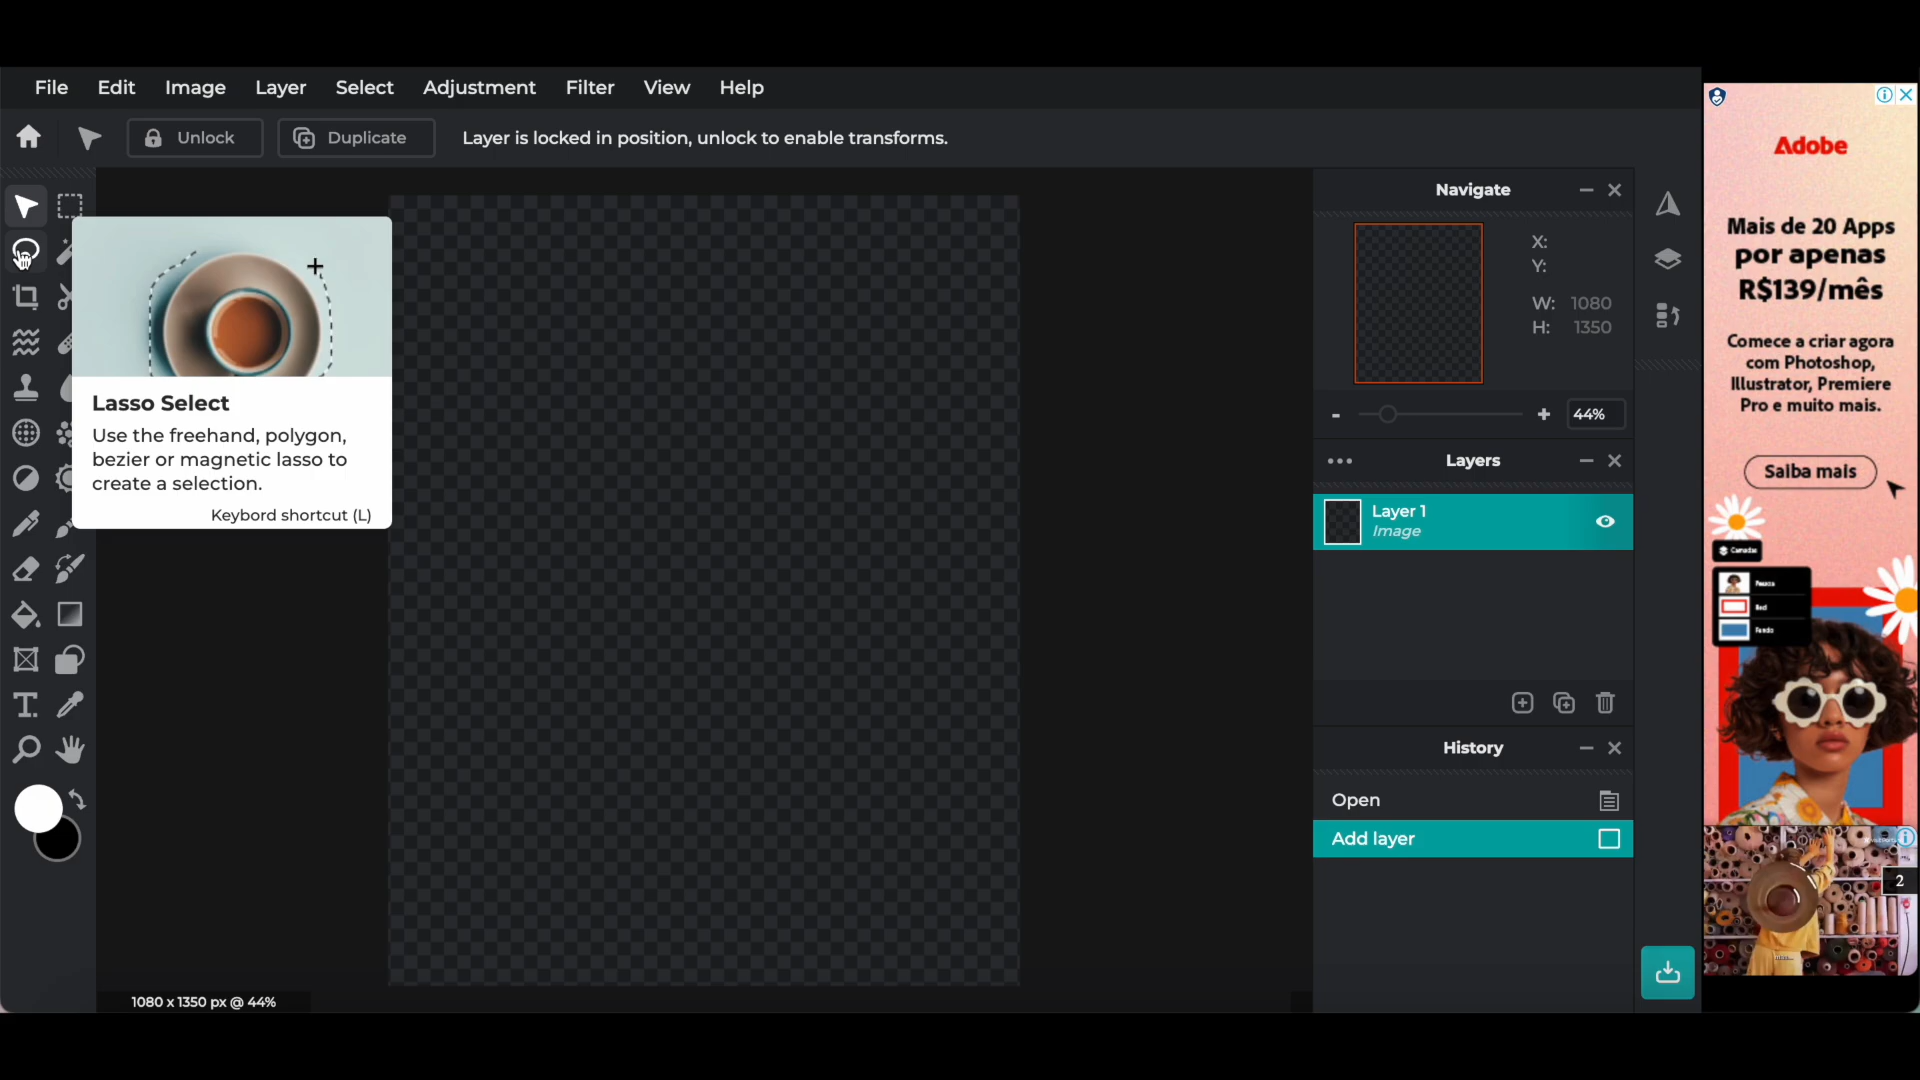 File Edit Image Layer Select Adjustment Filter View Help
Unlock Duplicate Layer is locked in position, unlock to enable transforms.
Lasso Select
Use the freehand, polygon,
bezier or magnetic lasso to
create a selection.
Keybord shortcut (L)
T
1080 x 1350 px @ 44%
Navigate
X:
Y:
W: 1080
H: 1350
- + 44%
Layers
Layer 1
Image
History
Open
Add layer
Adobe
Mais de 20 Apps
por apenas
R$139/mês
Comece a criar agora
com Photoshop,
Illustrator, Premiere
Pro e muito mais.
Saiba mais
Camadas
Pessoa
Fundo
2